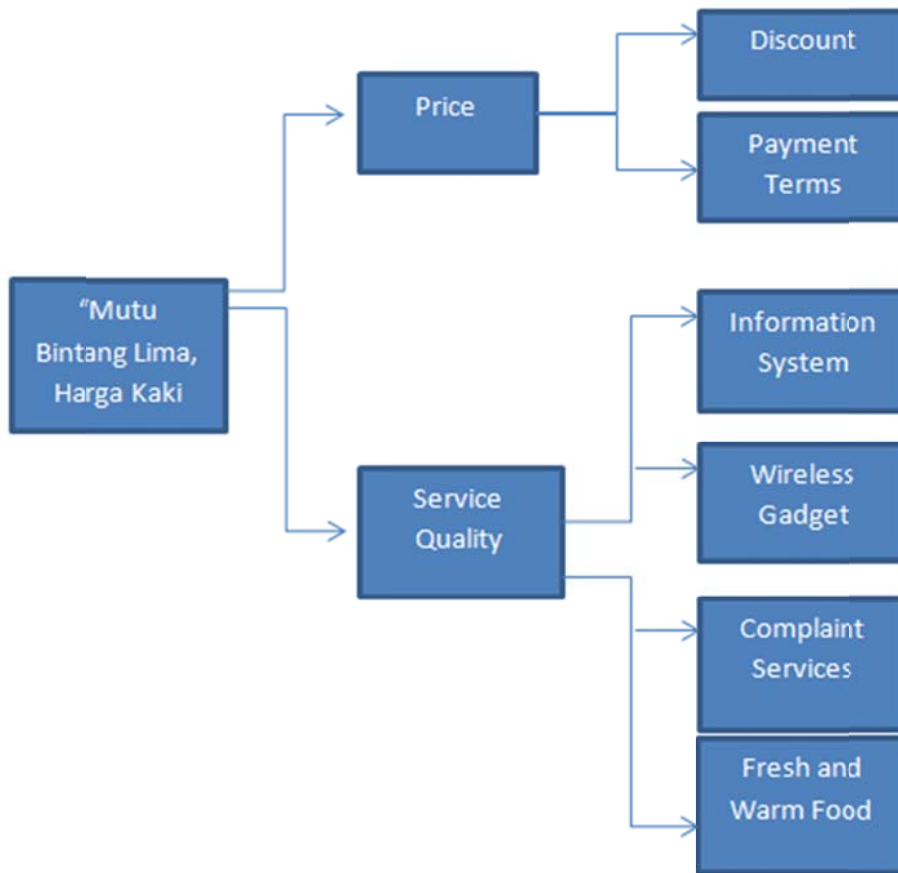 Discount
Price
Payment
Terms
“Mutu
Bintang Lima,
Harga Kaki
Information
System
Wireless
Gadget
Service
Quality
Complaint
Services
Fresh and
Warm Food